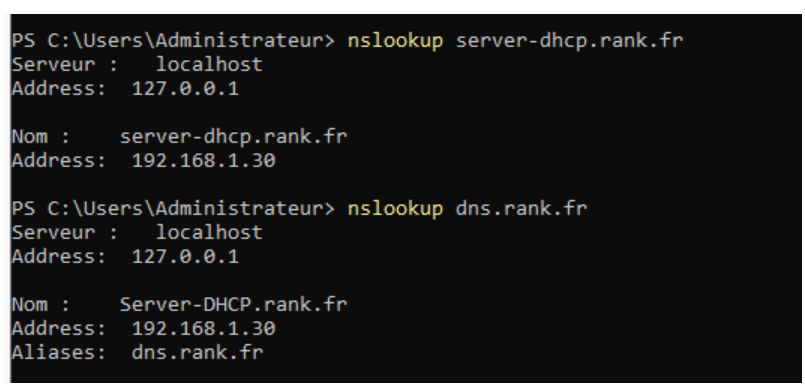 PS C:\Users\Administrateur> nslookup server-dhcp.rank.fr
Serveur :   localhost
Address:  127.0.0.1

Nom :    server-dhcp.rank.fr
Address:  192.168.1.30

PS C:\Users\Administrateur> nslookup dns.rank.fr
Serveur :   localhost
Address:  127.0.0.1

Nom :    Server-DHCP.rank.fr
Address:  192.168.1.30
Aliases:  dns.rank.fr